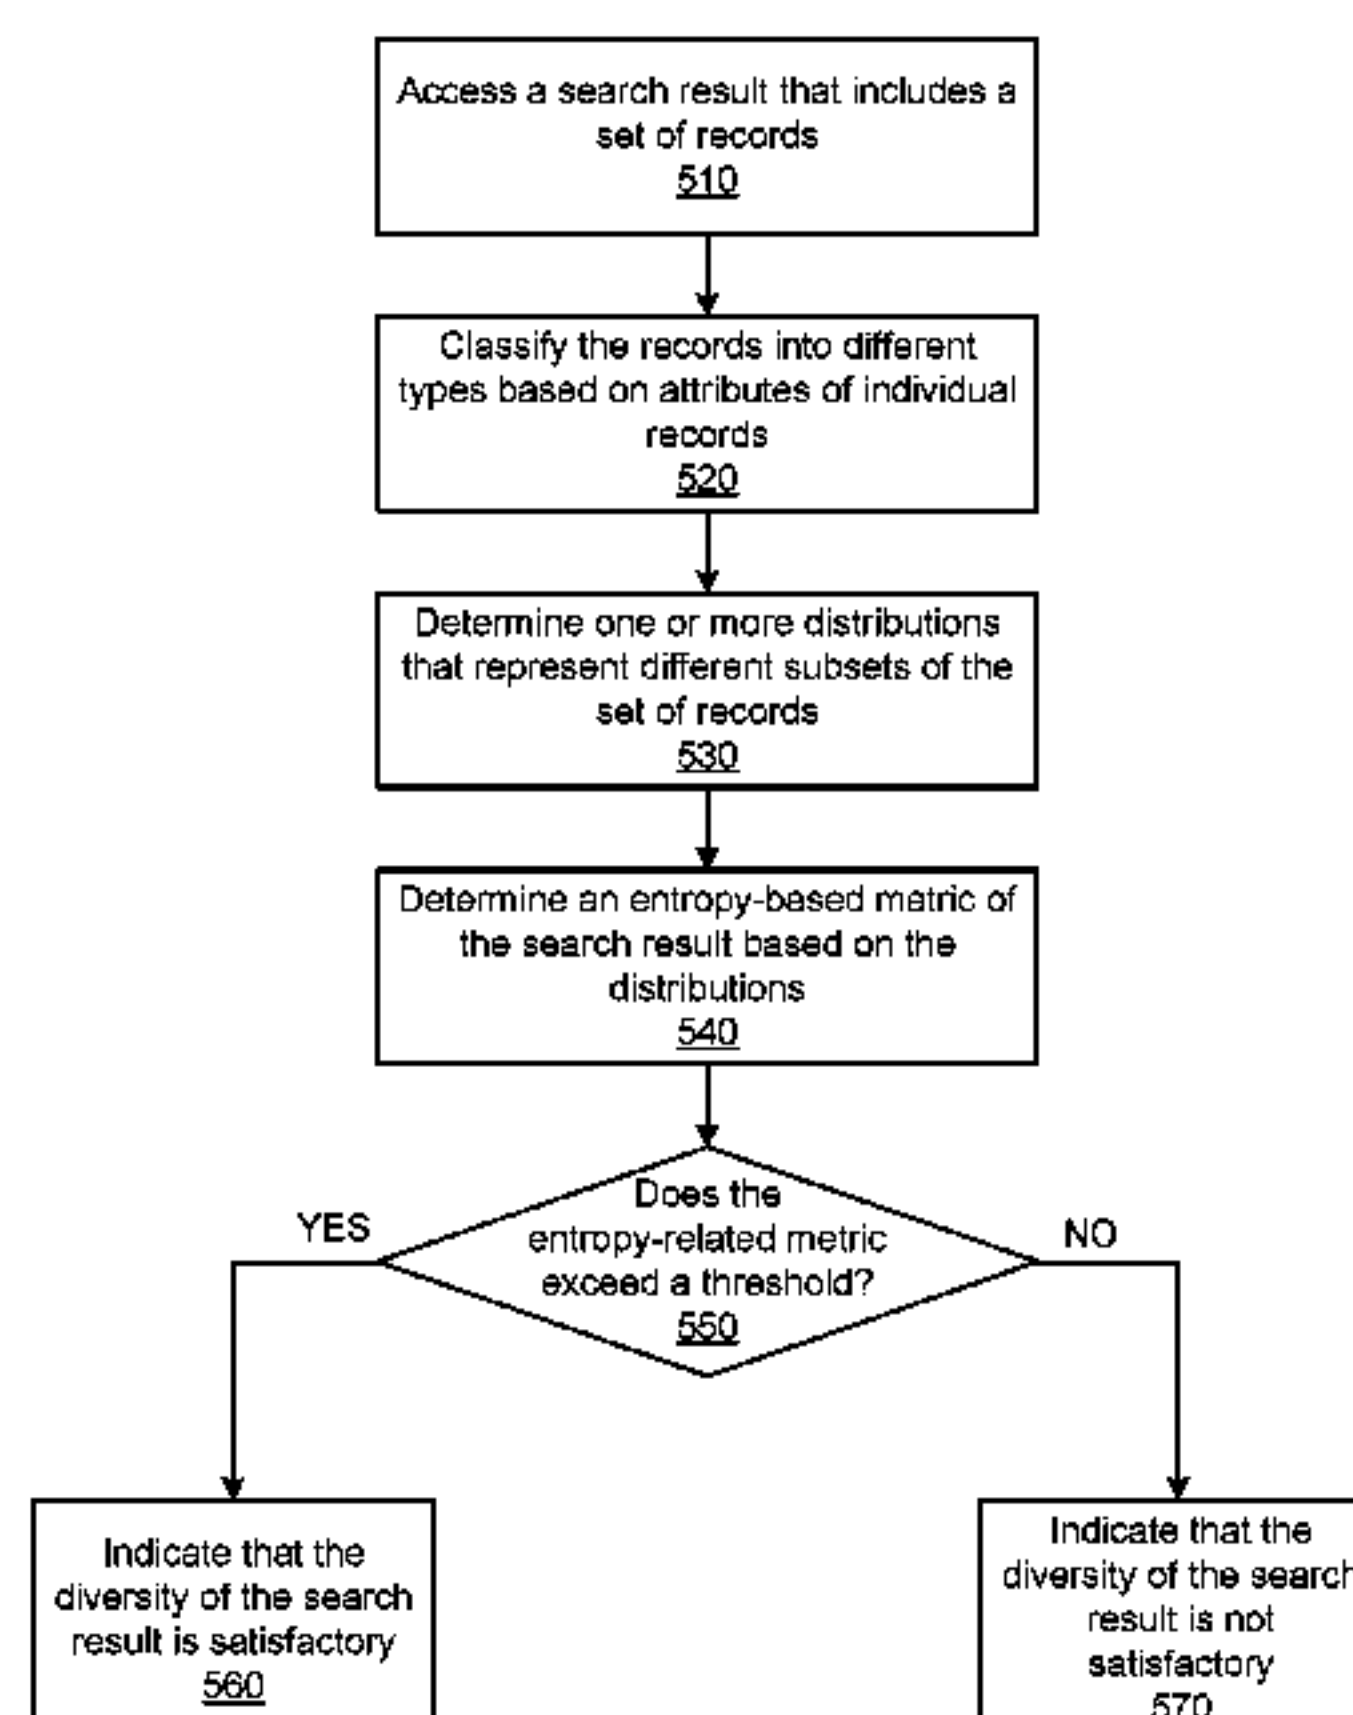 Access a search result that includes a
set of records
510
Classify the records into different
types based on attributes of individual
records
520
Determine one or more distributions
that represent different subsets of the
set of records
530
Determine an entropy-based metric of
the search result based on the
distributions
540
Does the
entropy-related metric
exceed a threshold?
550
YES
NO
Indicate that the
diversity of the search
result is satisfactory
560
Indicate that the
diversity of the search
result is not
satisfactory
570